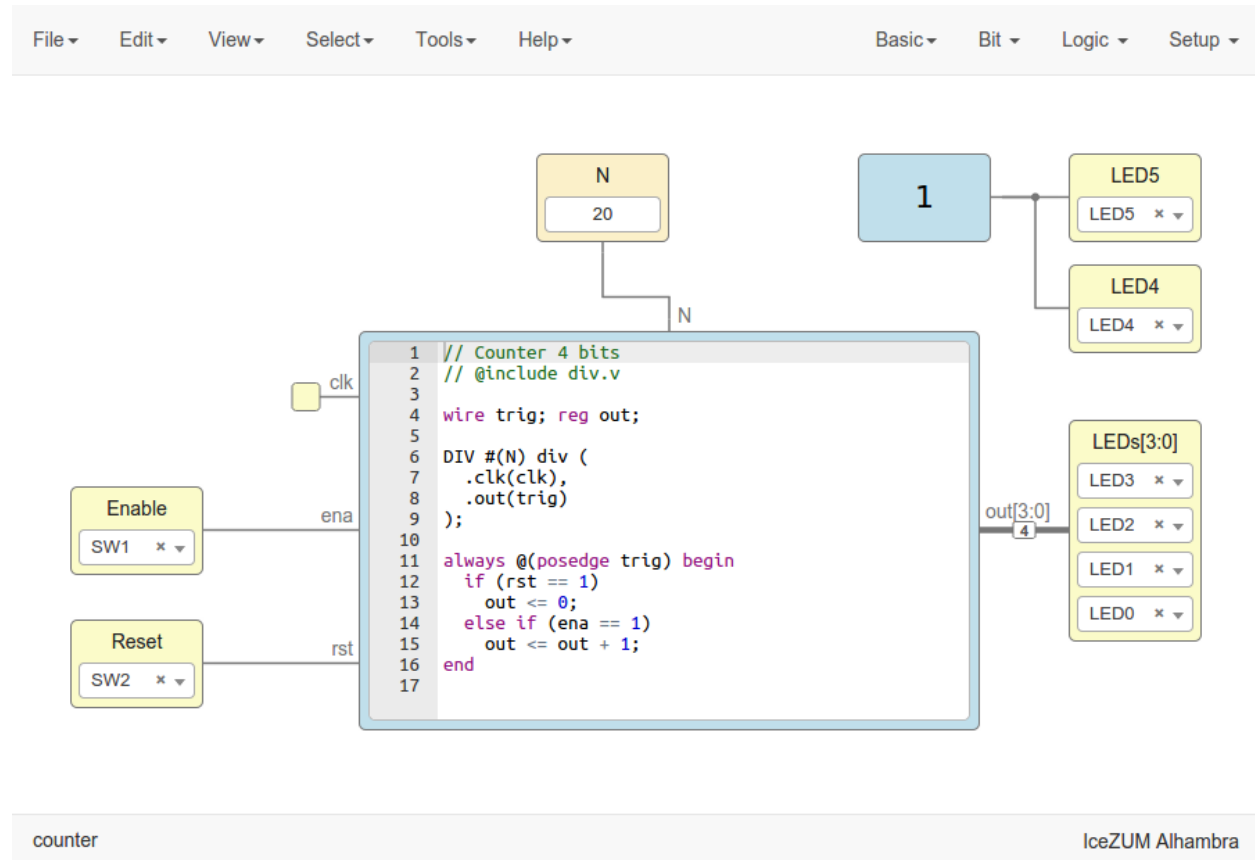 File Edit View Select Tools Help Basic Bit Logic Setup
N
20
1
LED5
LED5 ×
LED4
LED4 ×
N
clk
Enable
SW1 ×
ena
Reset
SW2 ×
rst
1 // Counter 4 bits
2 // @include div.v
3
4 wire trig; reg out;
5
6 DIV #(N) div (
7   .clk(clk),
8   .out(trig)
9 );
10
11 always @(posedge trig) begin
12   if (rst == 1)
13     out <= 0;
14   else if (ena == 1)
15     out <= out + 1;
16 end
17
out[3:0]
4
LEDs[3:0]
LED3 ×
LED2 ×
LED1 ×
LED0 ×
counter IceZUM Alhambra